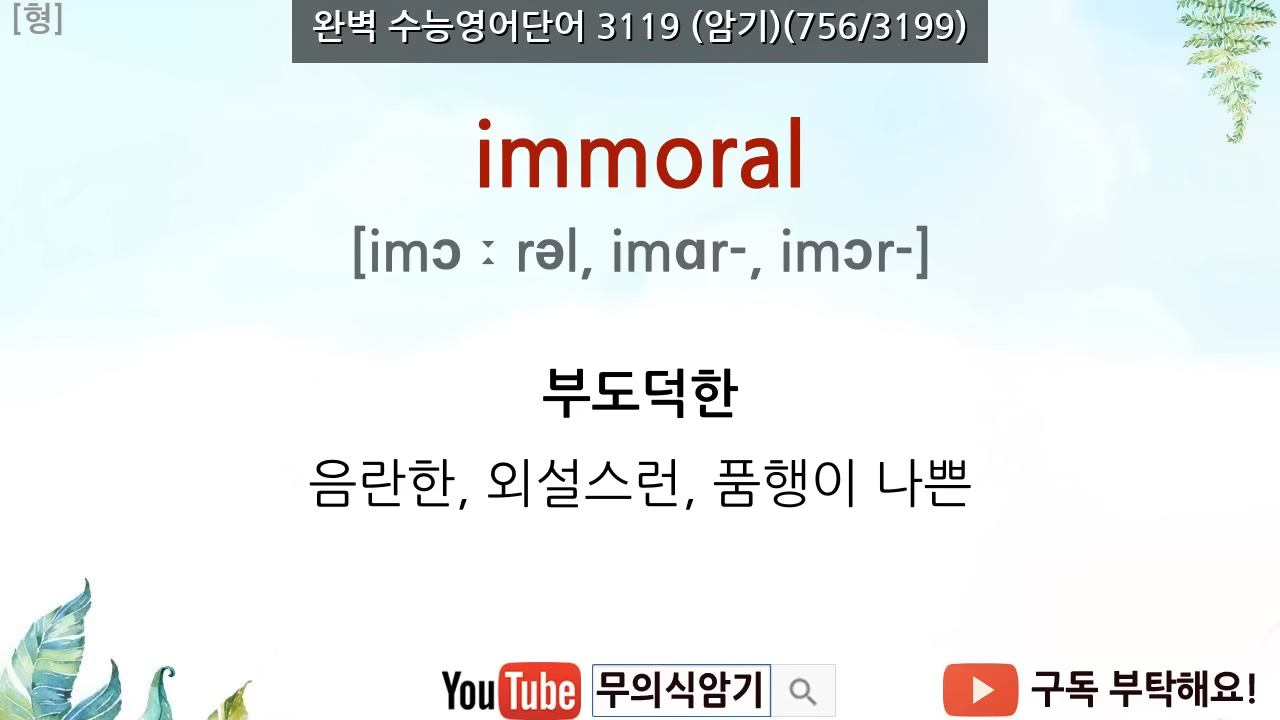 [형]
완벽 수능영어단어 3119 (암기)(756/3199)
immoral
[imɔ ː rəl, imɑr-, imɔr-]
부도덕한
음란한, 외설스런, 품행이 나쁜
YouTube 무의식암기
구독 부탁해요!